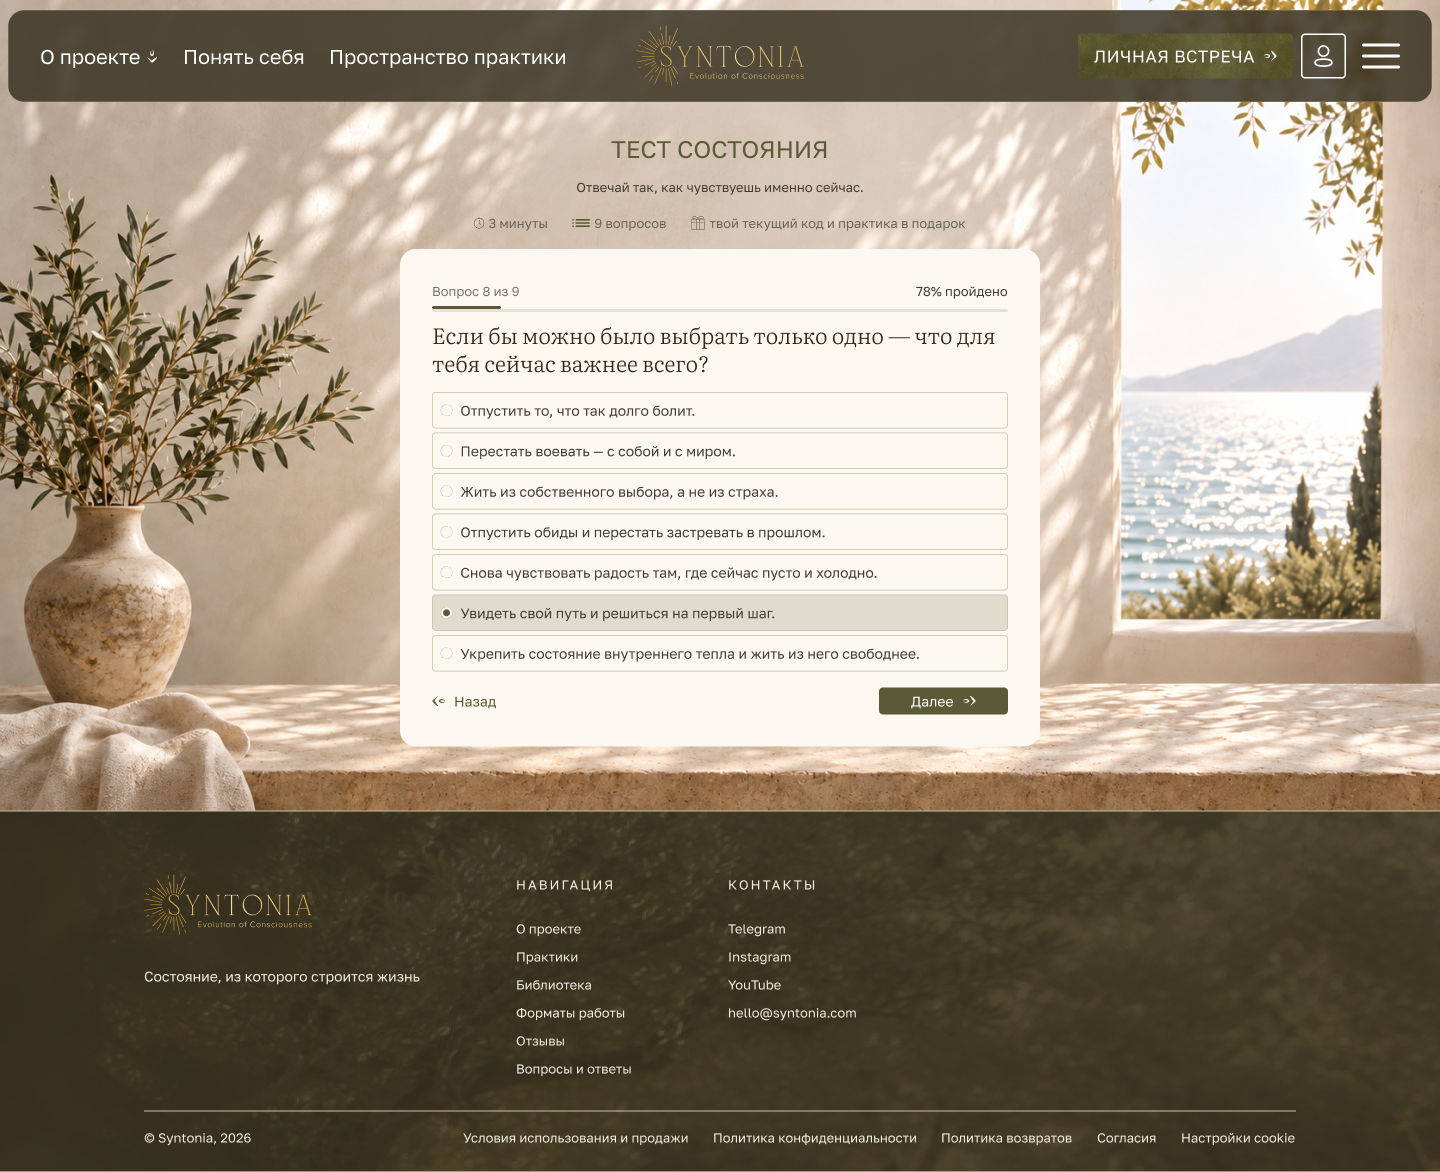 О проекте
Понять себя
Пространство практики
SYNTONIA
Evolution of Consciousness
ЛИЧНАЯ ВСТРЕЧА
ТЕСТ СОСТОЯНИЯ
Отвечай так, как чувствуешь именно сейчас.
3 минуты
9 вопросов
твой текущий код и практика в подарок
Вопрос 8 из 9
78% пройдено
Если бы можно было выбрать только одно — что для
тебя сейчас важнее всего?
Отпустить то, что так долго болит.
Перестать воевать — с собой и с миром.
Жить из собственного выбора, а не из страха.
Отпустить обиды и перестать застревать в прошлом.
Снова чувствовать радость там, где сейчас пусто и холодно.
Увидеть свой путь и решиться на первый шаг.
Укрепить состояние внутреннего тепла и жить из него свободнее.
Назад
Далее
SYNTONIA
Evolution of Consciousness
Состояние, из которого строится жизнь
НАВИГАЦИЯ
О проекте
Практики
Библиотека
Форматы работы
Отзывы
Вопросы и ответы
КОНТАКТЫ
Telegram
Instagram
YouTube
hello@syntonia.com
© Syntonia, 2026
Условия использования и продажи
Политика конфиденциальности
Политика возвратов
Согласия
Настройки cookie